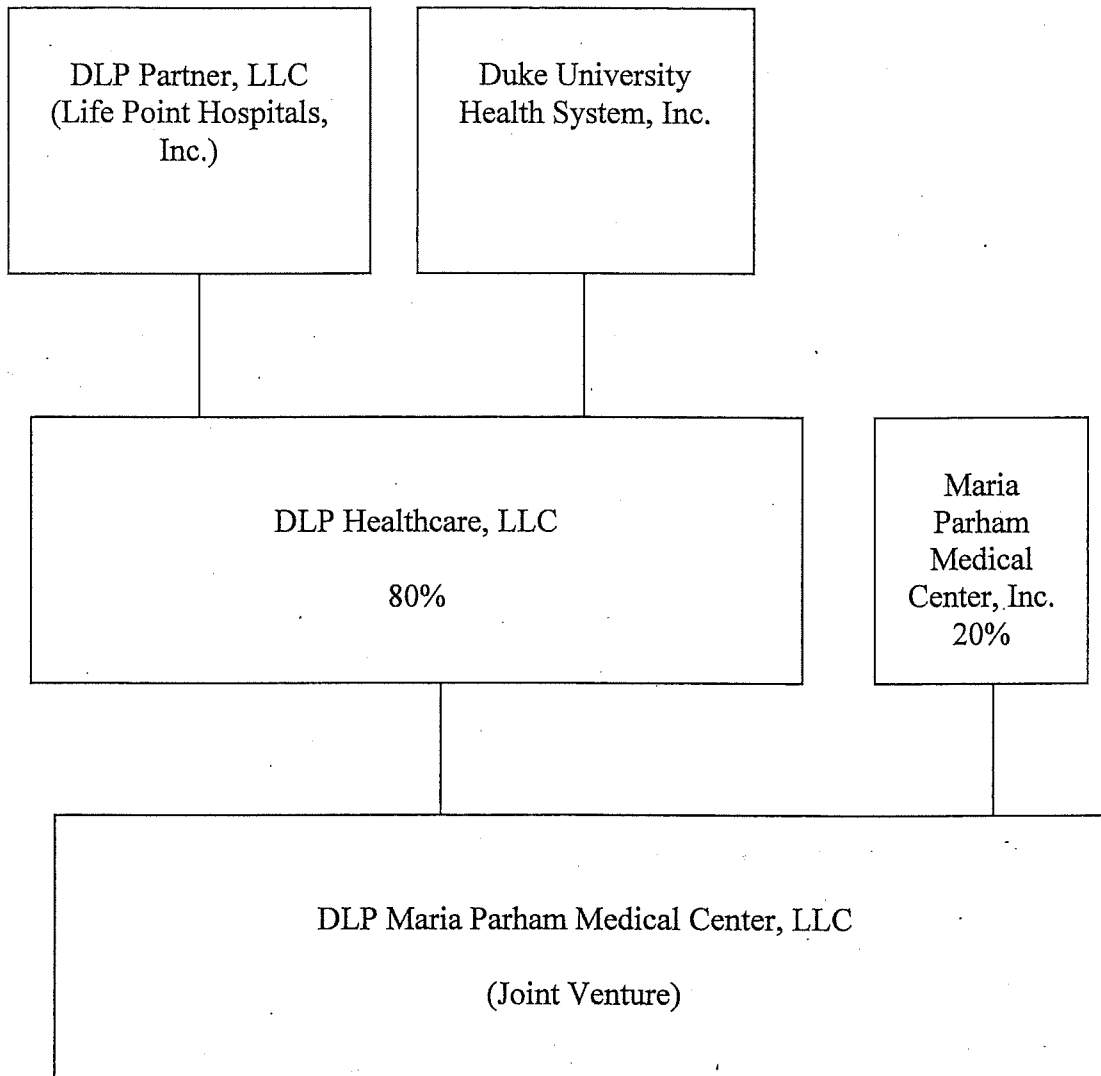 DLP Partner, LLC
(Life Point Hospitals,
Inc.)
Duke University
Health System, Inc.
DLP Healthcare, LLC
80%
Maria
Parham
Medical
Center, Inc.
20%
DLP Maria Parham Medical Center, LLC
(Joint Venture)